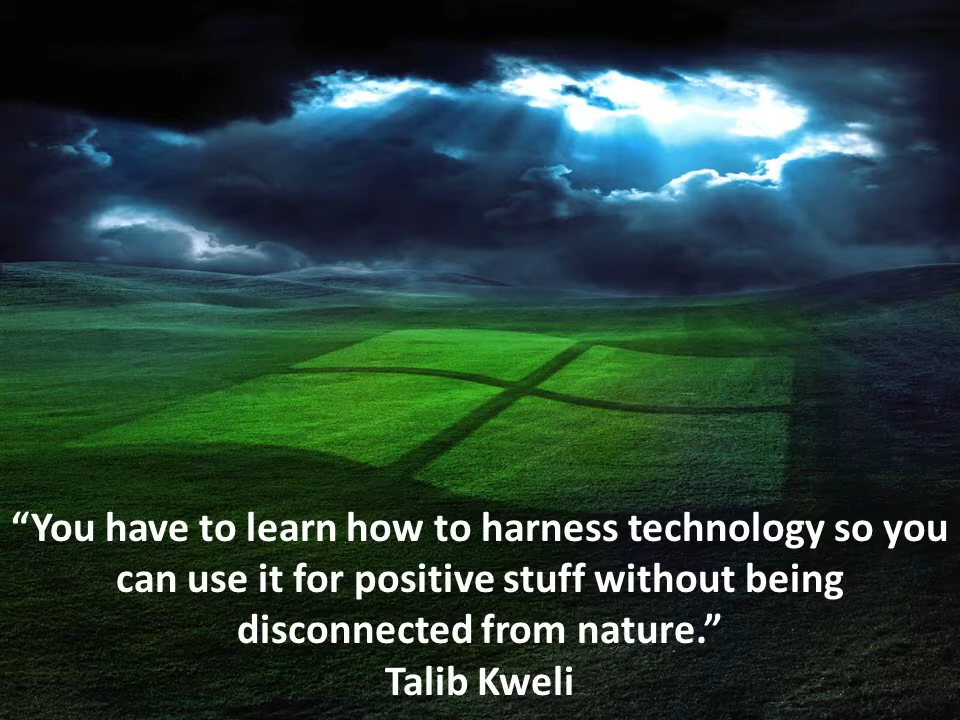 “You have to learn how to harness technology so you
can use it for positive stuff without being
disconnected from nature.”
Talib Kweli